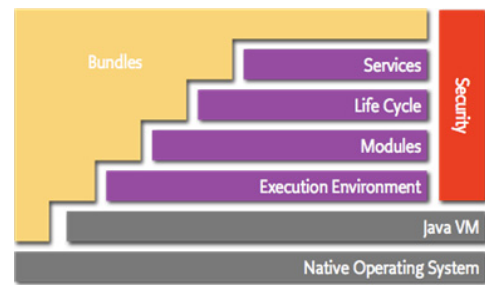 Bundles
Services
Life Cycle
Modules
Execution Environment
Security
Java VM
Native Operating System